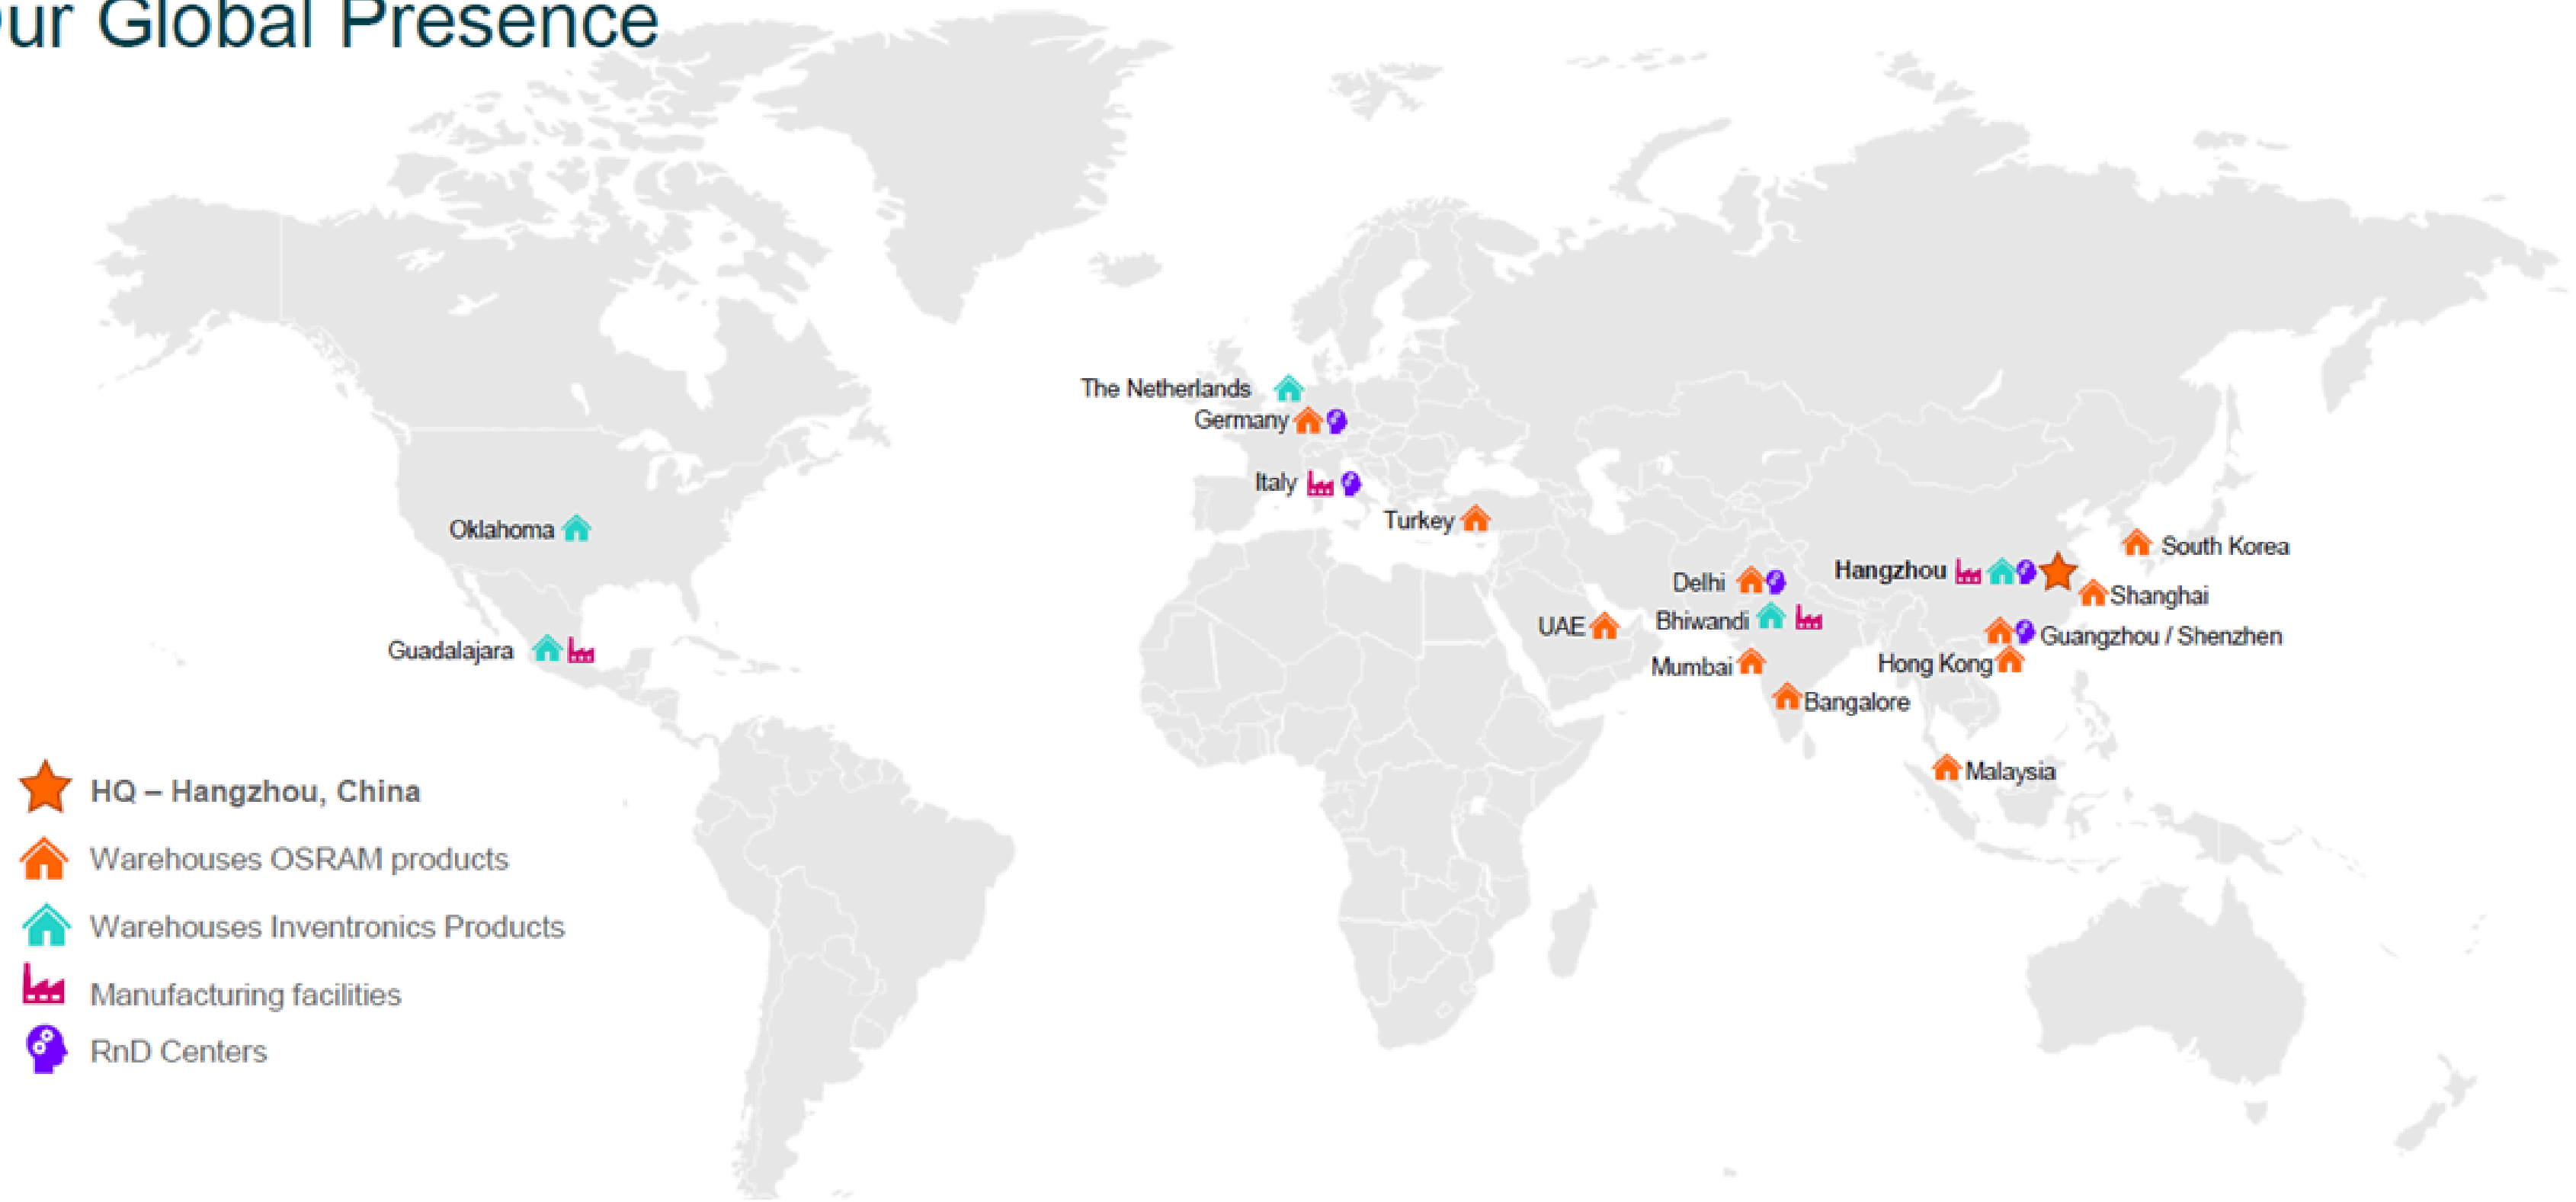 ur Global Presence
The Netherlands
Germany
Italy
Turkey
Oklahoma
South Korea
Hangzhou
Delhi
Shanghai
UAE
Bhiwandi
Guangzhou / Shenzhen
Guadalajara
Mumbai
Hong Kong
Bangalore
Malaysia
HQ – Hangzhou, China
Warehouses OSRAM products
Warehouses Inventronics Products
Manufacturing facilities
RnD Centers